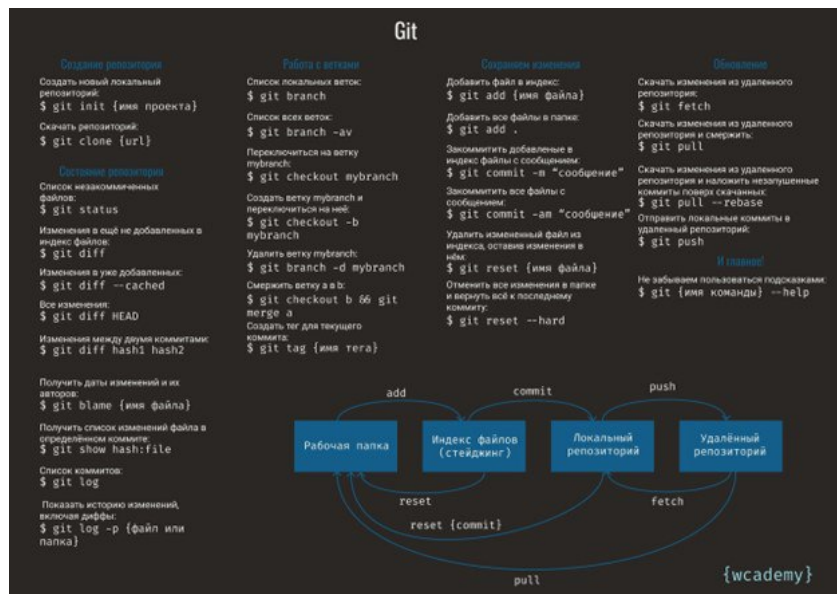 Git
Создание репозитория
Создать новый локальный
репозиторий:
$ git init {имя проекта}
Скачать репозиторий:
$ git clone {url}
Состояние репозитория
Список незакоммиченных
файлов:
$ git status
Изменения в ещё не добавленных в
индекс файлов:
$ git diff
Изменения в уже добавленных:
$ git diff --cached
Все изменения:
$ git diff HEAD
Изменения между двумя коммитами:
$ git diff hash1 hash2
Получить даты изменений и их
авторов:
$ git blame {имя файла}
Получить список изменений файла в
определённом коммите:
$ git show hash:file
Список коммитов:
$ git log
Показать историю изменений,
включая диффы:
$ git log -p {файл или
папка}
Работа с ветками
Список локальных веток:
$ git branch
Список всех веток:
$ git branch -av
Переключиться на ветку
mybranch:
$ git checkout mybranch
Создать ветку mybranch и
переключиться на неё:
$ git checkout -b
mybranch
Удалить ветку mybranch:
$ git branch -d mybranch
Смержить ветку a в b:
$ git checkout b && git
merge a
Создать тег для текущего
коммита:
$ git tag {имя тега}
Сохраняем изменения
Добавить файл в индекс:
$ git add {имя файла}
Добавить все файлы в папке:
$ git add .
Закоммитить добавленые в
индекс файлы с сообщением:
$ git commit -m “сообщение”
Закоммитить все файлы с
сообщением:
$ git commit -am “сообщение”
Удалить измененный файл из
индекса, оставив изменения в
нём:
$ git reset {имя файла}
Отменить все изменения в папке
и вернуть всё к последнему
коммиту:
$ git reset --hard
Обновление
Скачать изменения из удаленного
репозитория:
$ git fetch
Скачать изменения из удаленного
репозитория и смержить:
$ git pull
Скачать изменения из удаленного
репозитория и наложить незапушенные
коммиты поверх скачанных:
$ git pull --rebase
Отправить локальные коммиты в
удаленный репозиторий:
$ git push
И главное!
Не забываем пользоваться подсказками:
$ git {имя команды} --help
add
commit
push
Рабочая папка
Индекс файлов
(стейджинг)
Локальный
репозиторий
Удалённый
репозиторий
reset
fetch
reset {commit}
pull
{wcademy}